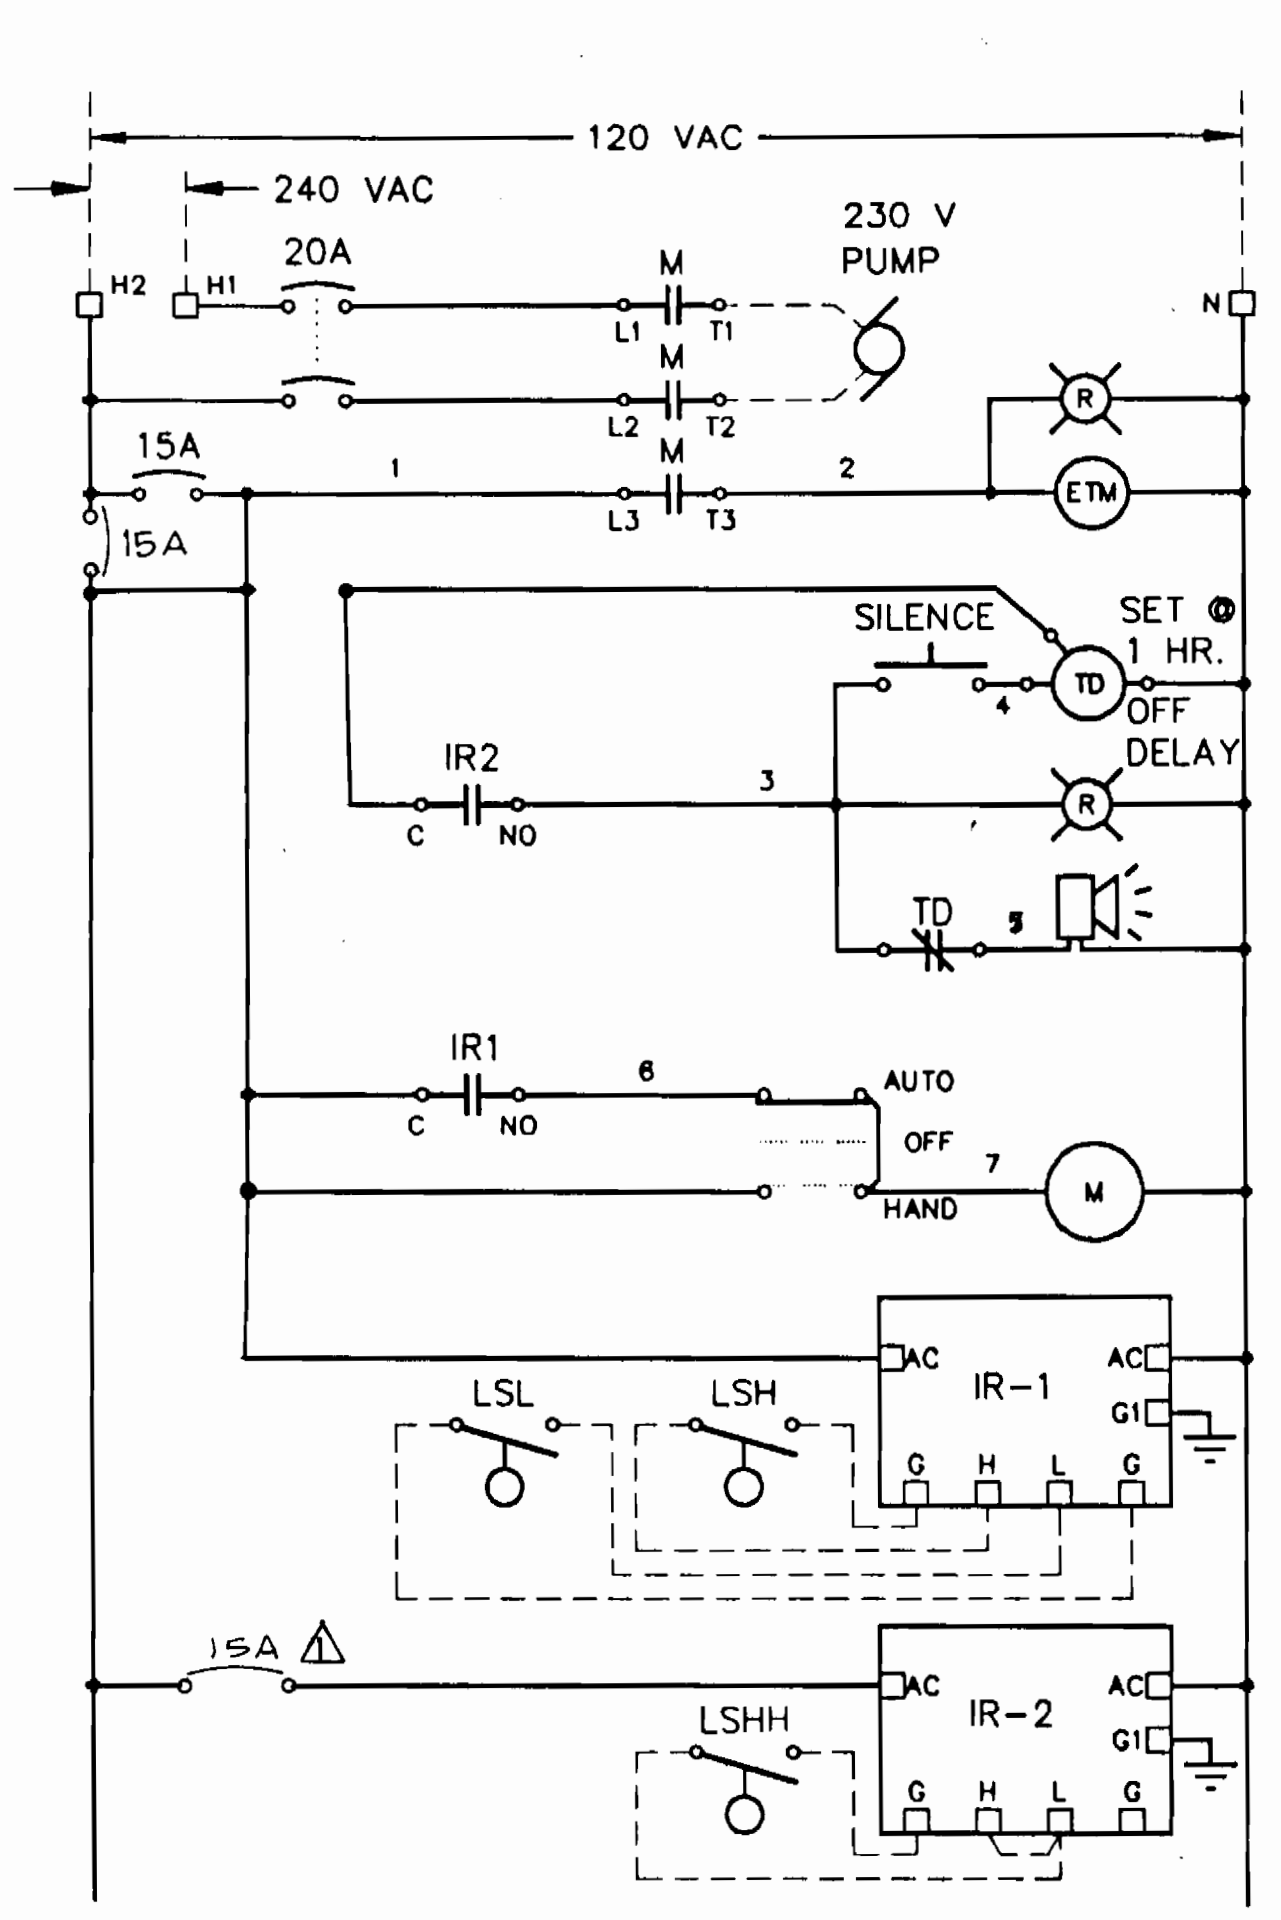 120 VAC
240 VAC
230 V
PUMP
20A
M
H2
H1
N
L1
T1
M
L2
T2
R
15A
1
M
2
L3
T3
ETM
15A
SILENCE
SET @
1 HR.
4
TD
OFF
DELAY
IR2
3
C
NO
R
TD
5
IR1
6
AUTO
C
NO
OFF
7
M
HAND
AC
AC
IR-1
LSL
LSH
G1
G
H
L
G
15A
1
AC
AC
IR-2
LSHH
G1
G
H
L
G